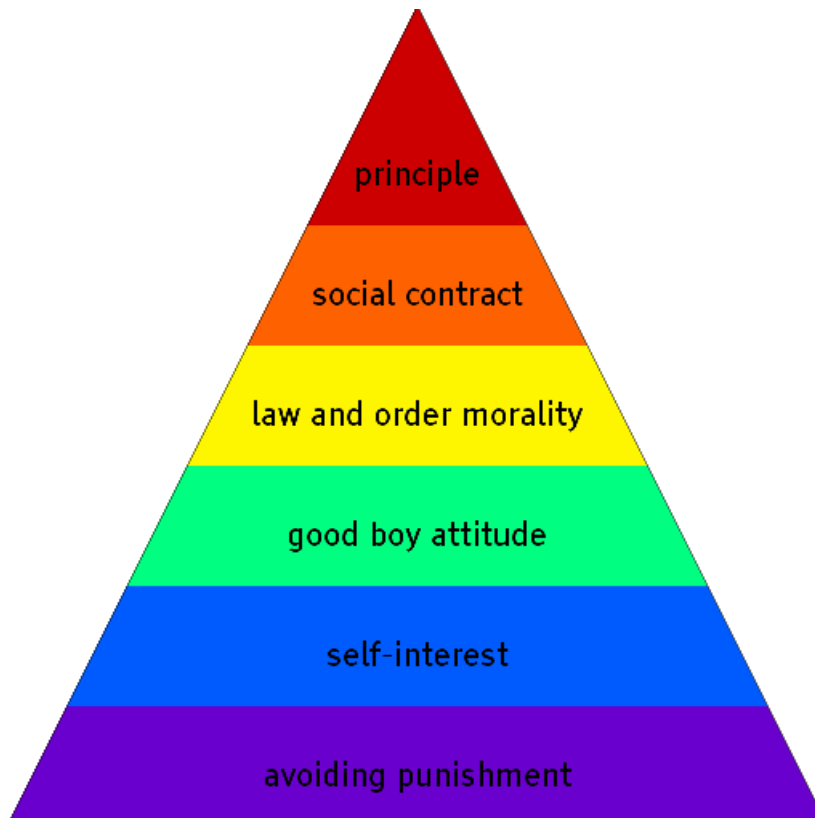 principle
social contract
law and order morality
good boy attitude
self-interest
avoiding punishment